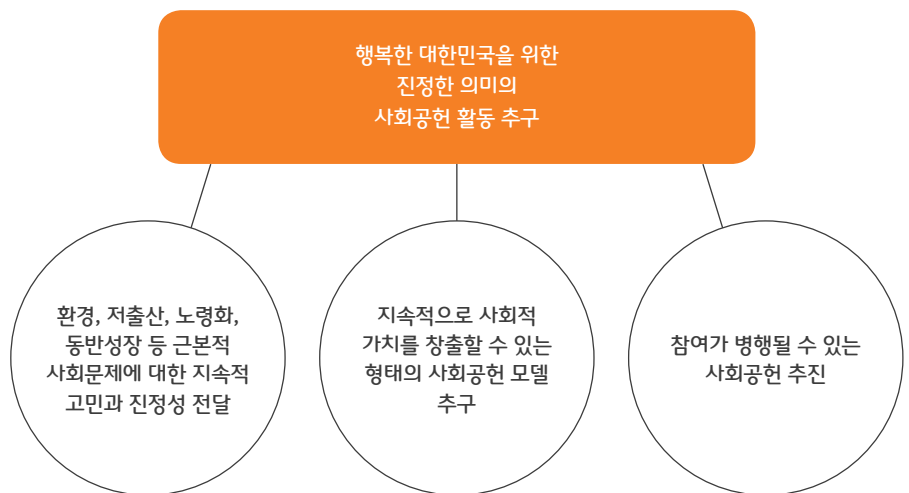 행복한 대한민국을 위한
진정한 의미의
사회공헌 활동 추구
환경, 저출산, 노령화,
동반성장 등 근본적
사회문제에 대한 지속적
고민과 진정성 전달
지속적으로 사회적
가치를 창출할 수 있는
형태의 사회공헌 모델
추구
참여가 병행될 수 있는
사회공헌 추진